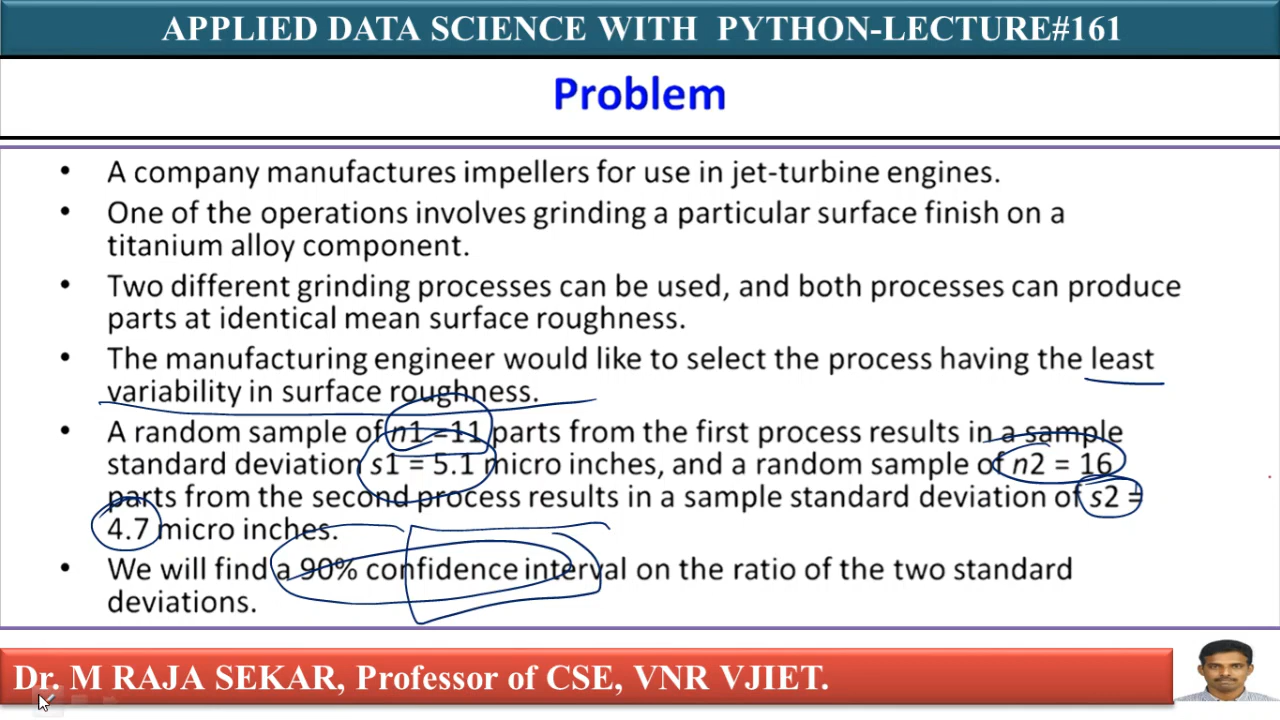 APPLIED DATA SCIENCE WITH PYTHON-LECTURE#161
Problem
• A company manufactures impellers for use in jet-turbine engines.
• One of the operations involves grinding a particular surface finish on a
titanium alloy component.
• Two different grinding processes can be used, and both processes can produce
parts at identical mean surface roughness.
• The manufacturing engineer would like to select the process having the least
variability in surface roughness.
• A random sample of n1 =11 parts from the first process results in a sample
standard deviation s1 = 5.1 micro inches, and a random sample of n2 = 16
parts from the second process results in a sample standard deviation of s2 =
4.7 micro inches.
• We will find a 90% confidence interval on the ratio of the two standard
deviations.
Dr. M RAJA SEKAR, Professor of CSE, VNR VJIET.